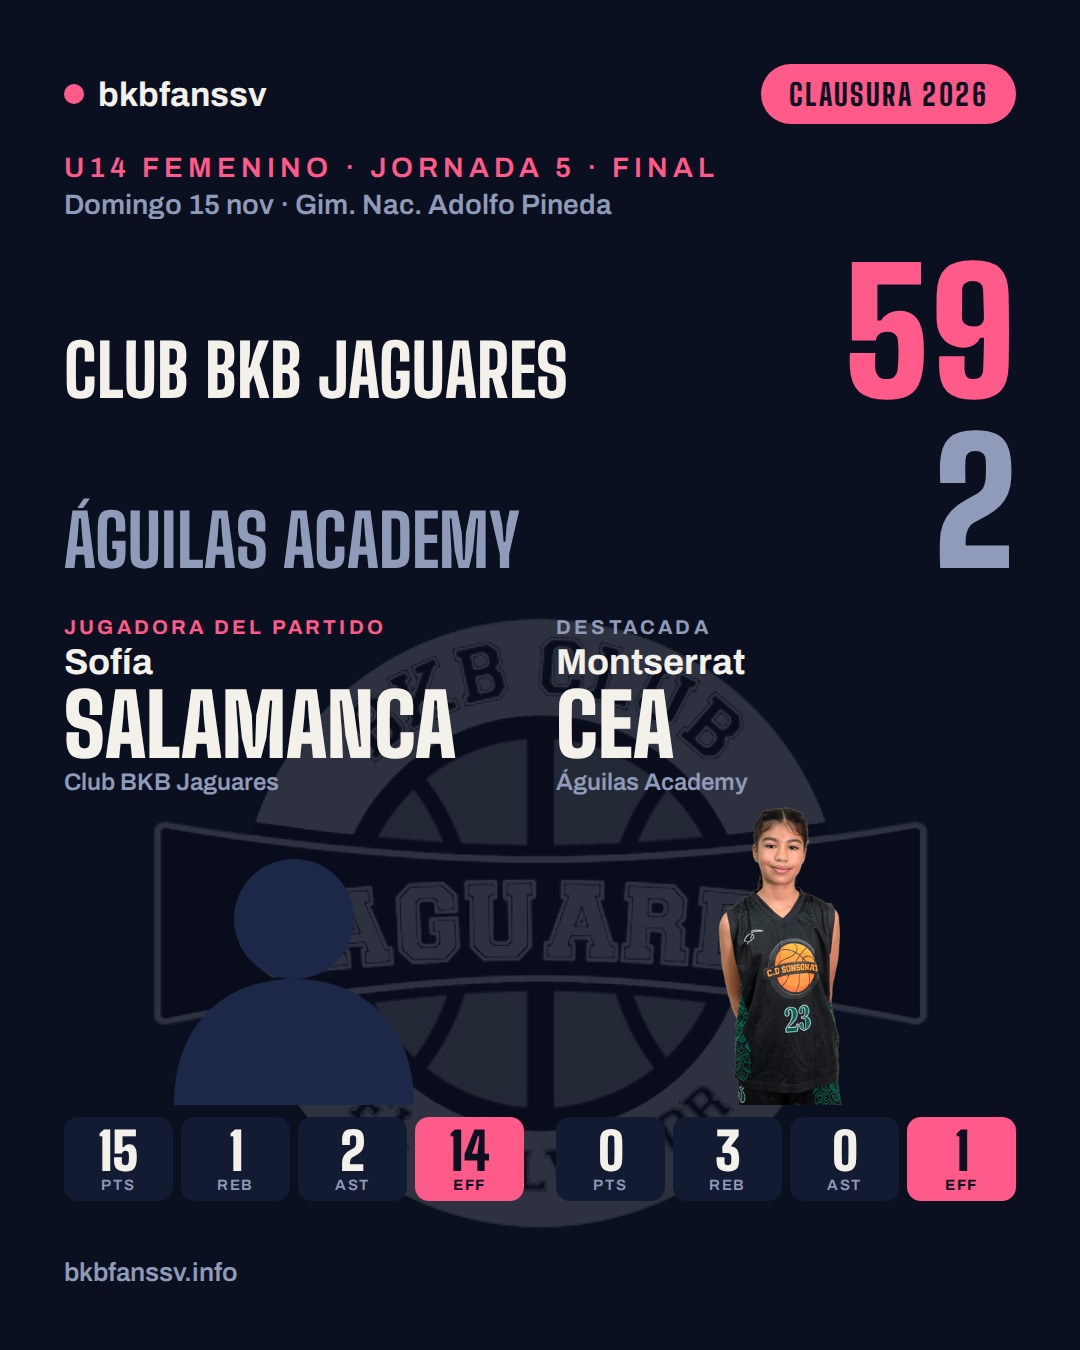 bkbfanssv
CLAUSURA 2026
U14 FEMENINO · JORNADA 5 · FINAL
Domingo 15 nov · Gim. Nac. Adolfo Pineda
CLUB BKB JAGUARES
59
ÁGUILAS ACADEMY
2
JUGADORA DEL PARTIDO
Sofía
SALAMANCA
Club BKB Jaguares
DESTACADA
Montserrat
CEA
Águilas Academy
BKB CLUB
23
15
PTS
1
REB
2
AST
14
EFF
0
PTS
3
REB
0
AST
1
EFF
bkbfanssv.info